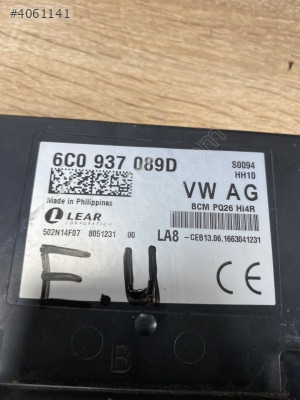 #4061141
6C0 937 089D
S0094
HH10
Made in Philippines
VW AG
BCM PQ26 Hi4R
LEAR
CORPORATION
502N14F07 8051231 00
LA8 -CEB13.06.1663041231
F.U
CE
B